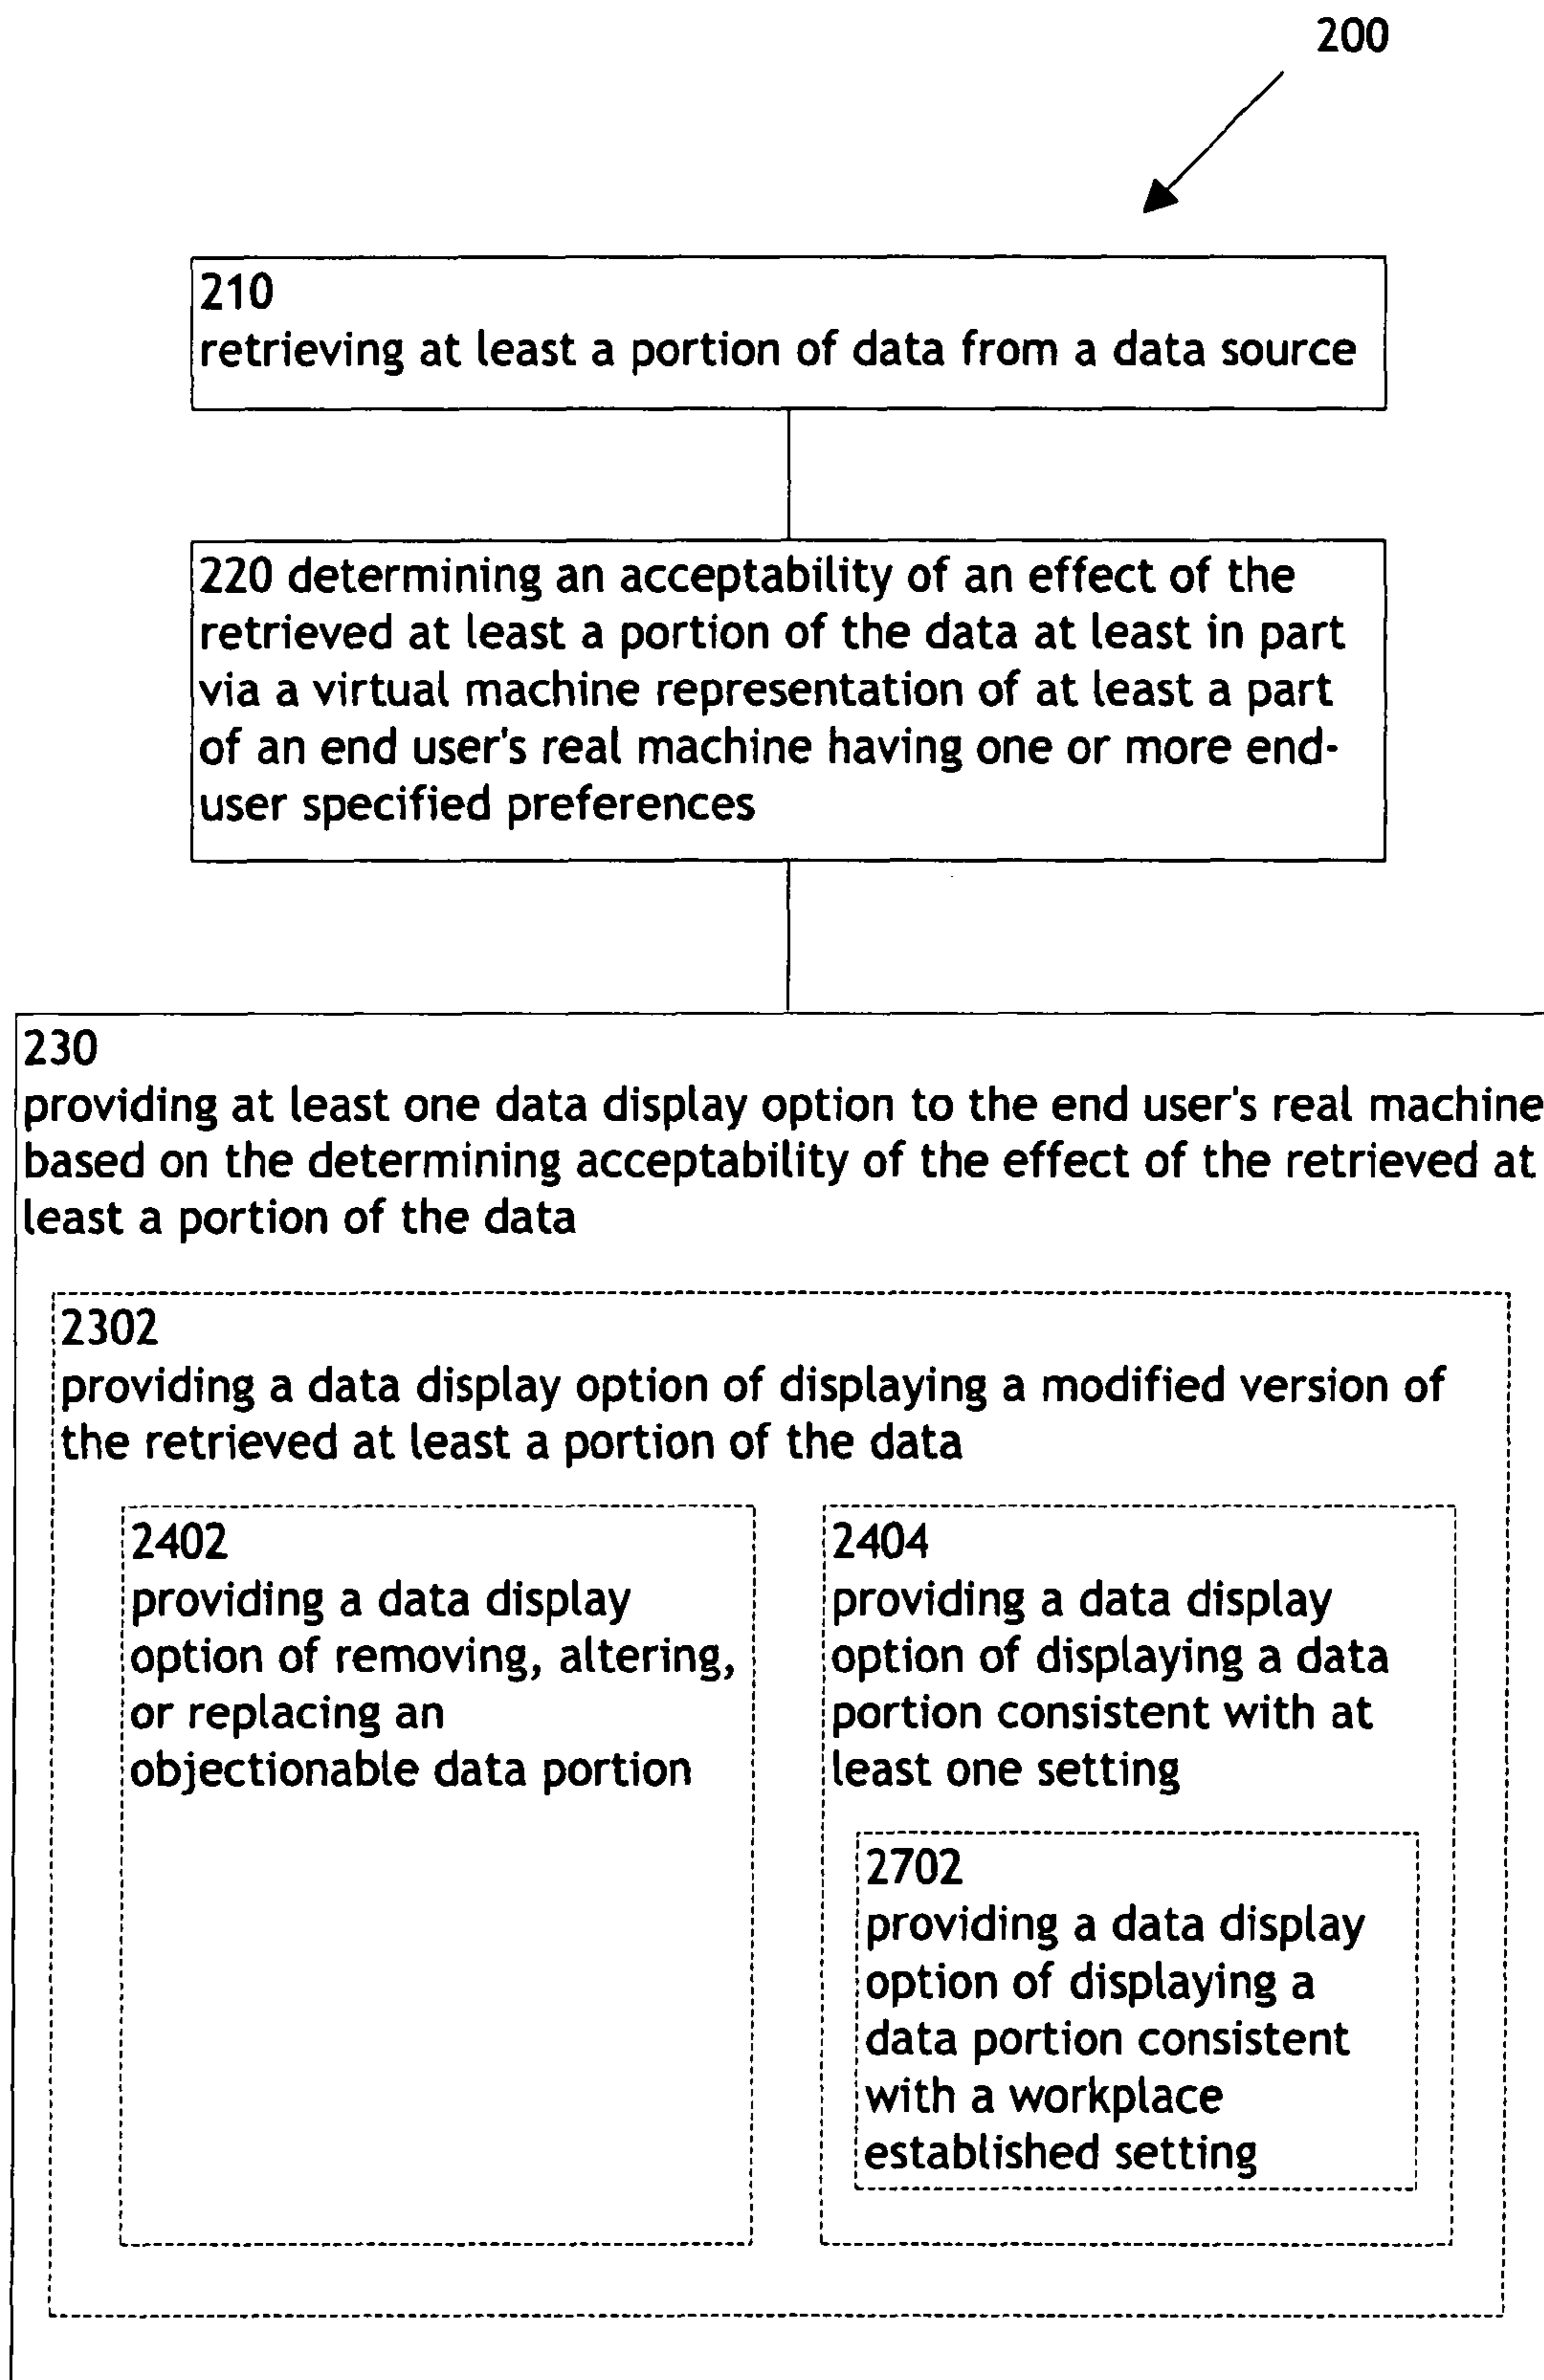 200
210
retrieving at least a portion of data from a data source
220 determining an acceptability of an effect of the
retrieved at least a portion of the data at least in part
via a virtual machine representation of at least a part
of an end user's real machine having one or more end-
user specified preferences
230
providing at least one data display option to the end user's real machine
based on the determining acceptability of the effect of the retrieved at
least a portion of the data
2302
providing a data display option of displaying a modified version of
the retrieved at least a portion of the data
2402
providing a data display
option of removing, altering,
or replacing an
objectionable data portion
2404
providing a data display
option of displaying a data
portion consistent with at
least one setting
2702
providing a data display
option of displaying a
data portion consistent
with a workplace
established setting